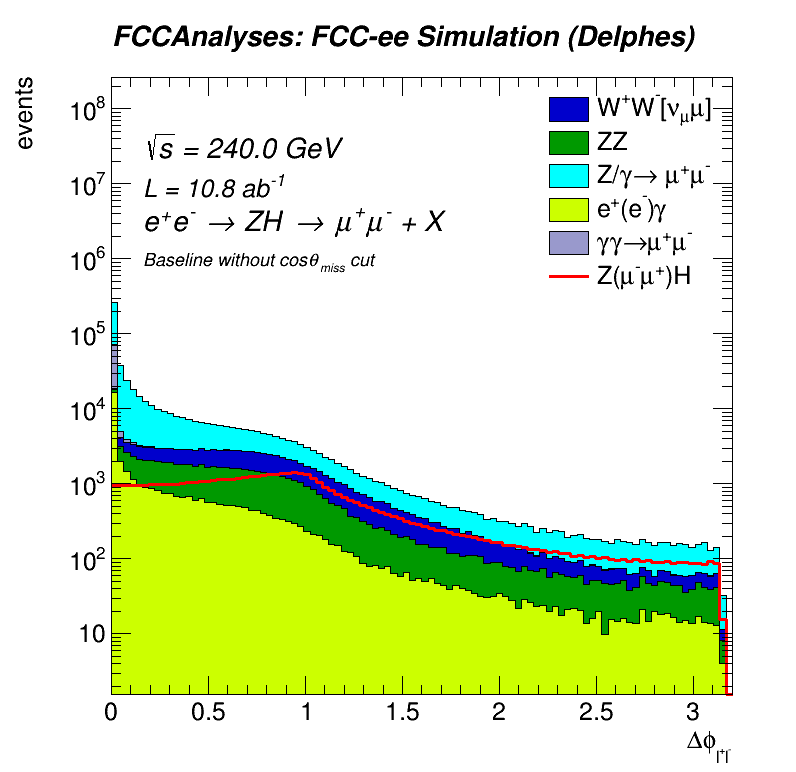 FCCAnalyses: FCC-ee Simulation (Delphes)
events
√s = 240.0 GeV
L = 10.8 ab⁻¹
e⁺e⁻ → ZH → μ⁺μ⁻ + X
Baseline without cosθ_miss cut
W⁺W⁻[ν_μμ]
ZZ
Z/γ→ μ⁺μ⁻
e⁺(e⁻)γ
γγ→μ⁺μ⁻
Z(μ⁻μ⁺)H
10⁸
10⁷
10⁶
10⁵
10⁴
10³
10²
10
0 0.5 1 1.5 2 2.5 3
Δϕ_l⁺l⁻